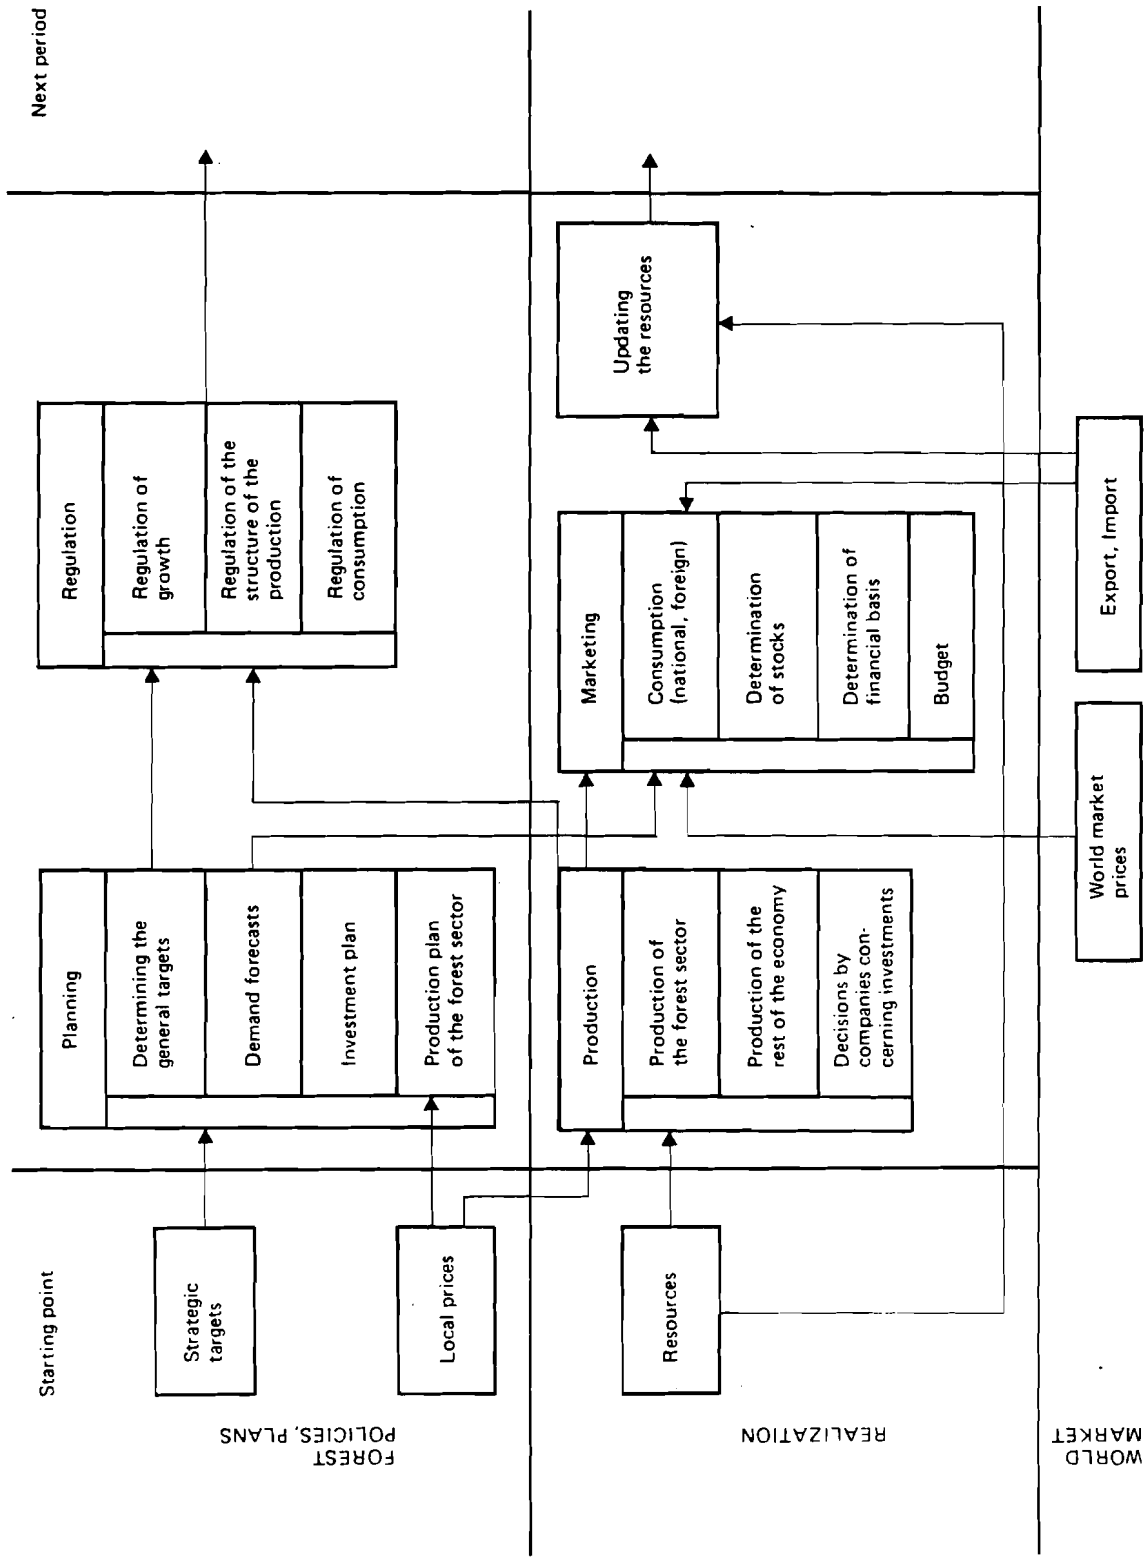 Starting point
Next period
FOREST
POLICIES, PLANS
Strategic
targets
Local prices
Planning
Determining the
general targets
Demand forecasts
Investment plan
Production plan
of the forest sector
Regulation
Regulation of
growth
Regulation of the
structure of the
production
Regulation of
consumption
REALIZATION
Resources
Production
Production of
the forest sector
Production of the
rest of the economy
Decisions by
companies con-
cerning investments
Marketing
Consumption
(national, foreign)
Determination
of stocks
Determination of
financial basis
Budget
Updating
the resources
WORLD
MARKET
World market
prices
Export, Import